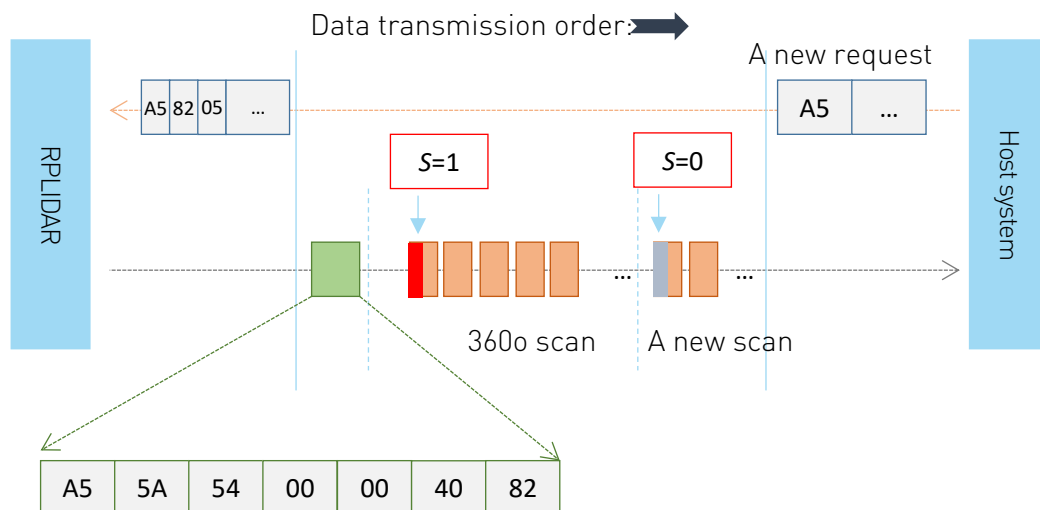 Data transmission order:
A new request
A5 82 05 ...
A5 ...
RPLIDAR
Host system
S=1
S=0
... ...
360o scan
A new scan
A5 5A 54 00 00 40 82